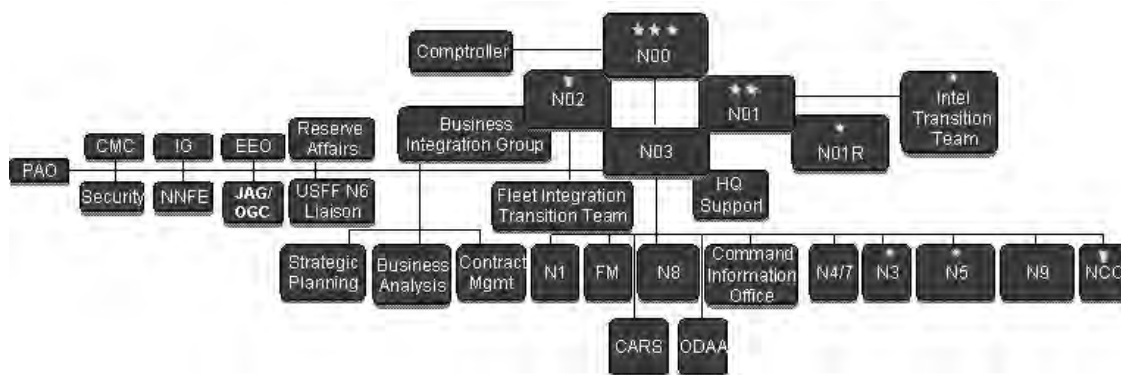 Comptroller
N00
N02
N01
Intel
Transition
Team
N01R
Business
Integration Group
N03
Reserve
Affairs
CMC
IG
EEO
PAO
Security
NNFE
JAG/
OGC
USFF N6
Liaison
Fleet Integration
Transition Team
HQ
Support
Strategic
Planning
Business
Analysis
Contract
Mgmt
N1
FM
N8
Command
Information
Office
N4/7
N3
N5
N9
CARS
ODAA